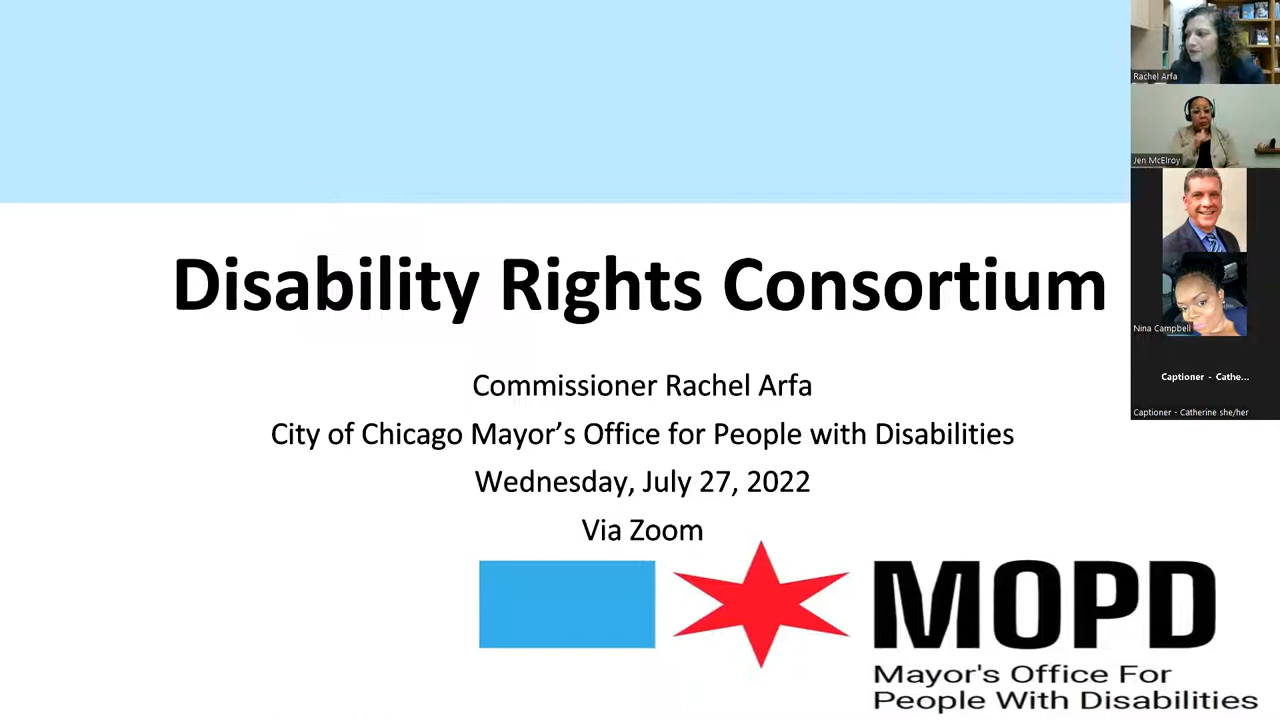 Disability Rights Consortium
Commissioner Rachel Arfa
City of Chicago Mayor’s Office for People with Disabilities
Wednesday, July 27, 2022
Via Zoom
MOPD
Mayor's Office For
People With Disabilities
Rachel Arfa
Jen McElroy
Nina Campbell
Captioner - Cathe...
Captioner - Catherine she/her